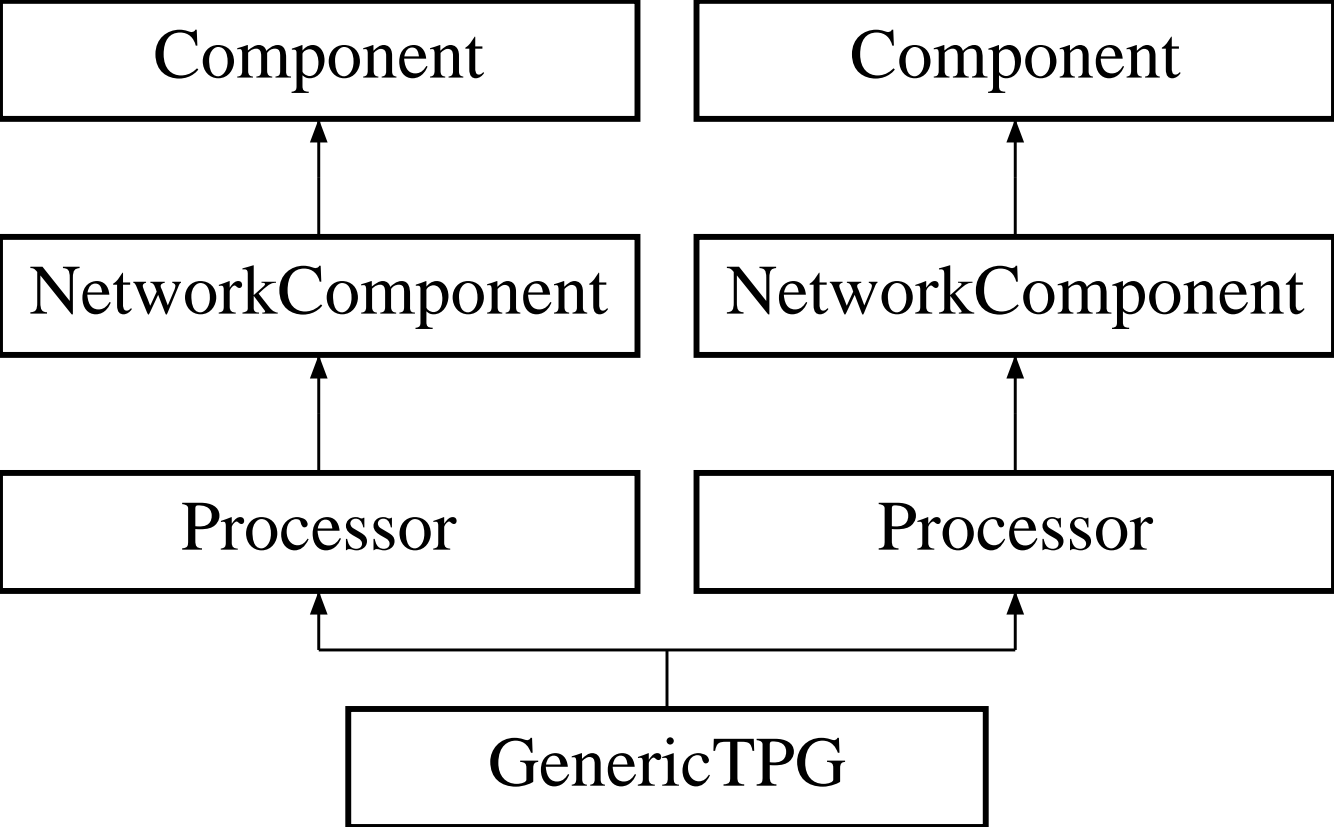 Component
Component
NetworkComponent
NetworkComponent
Processor
Processor
GenericTPG